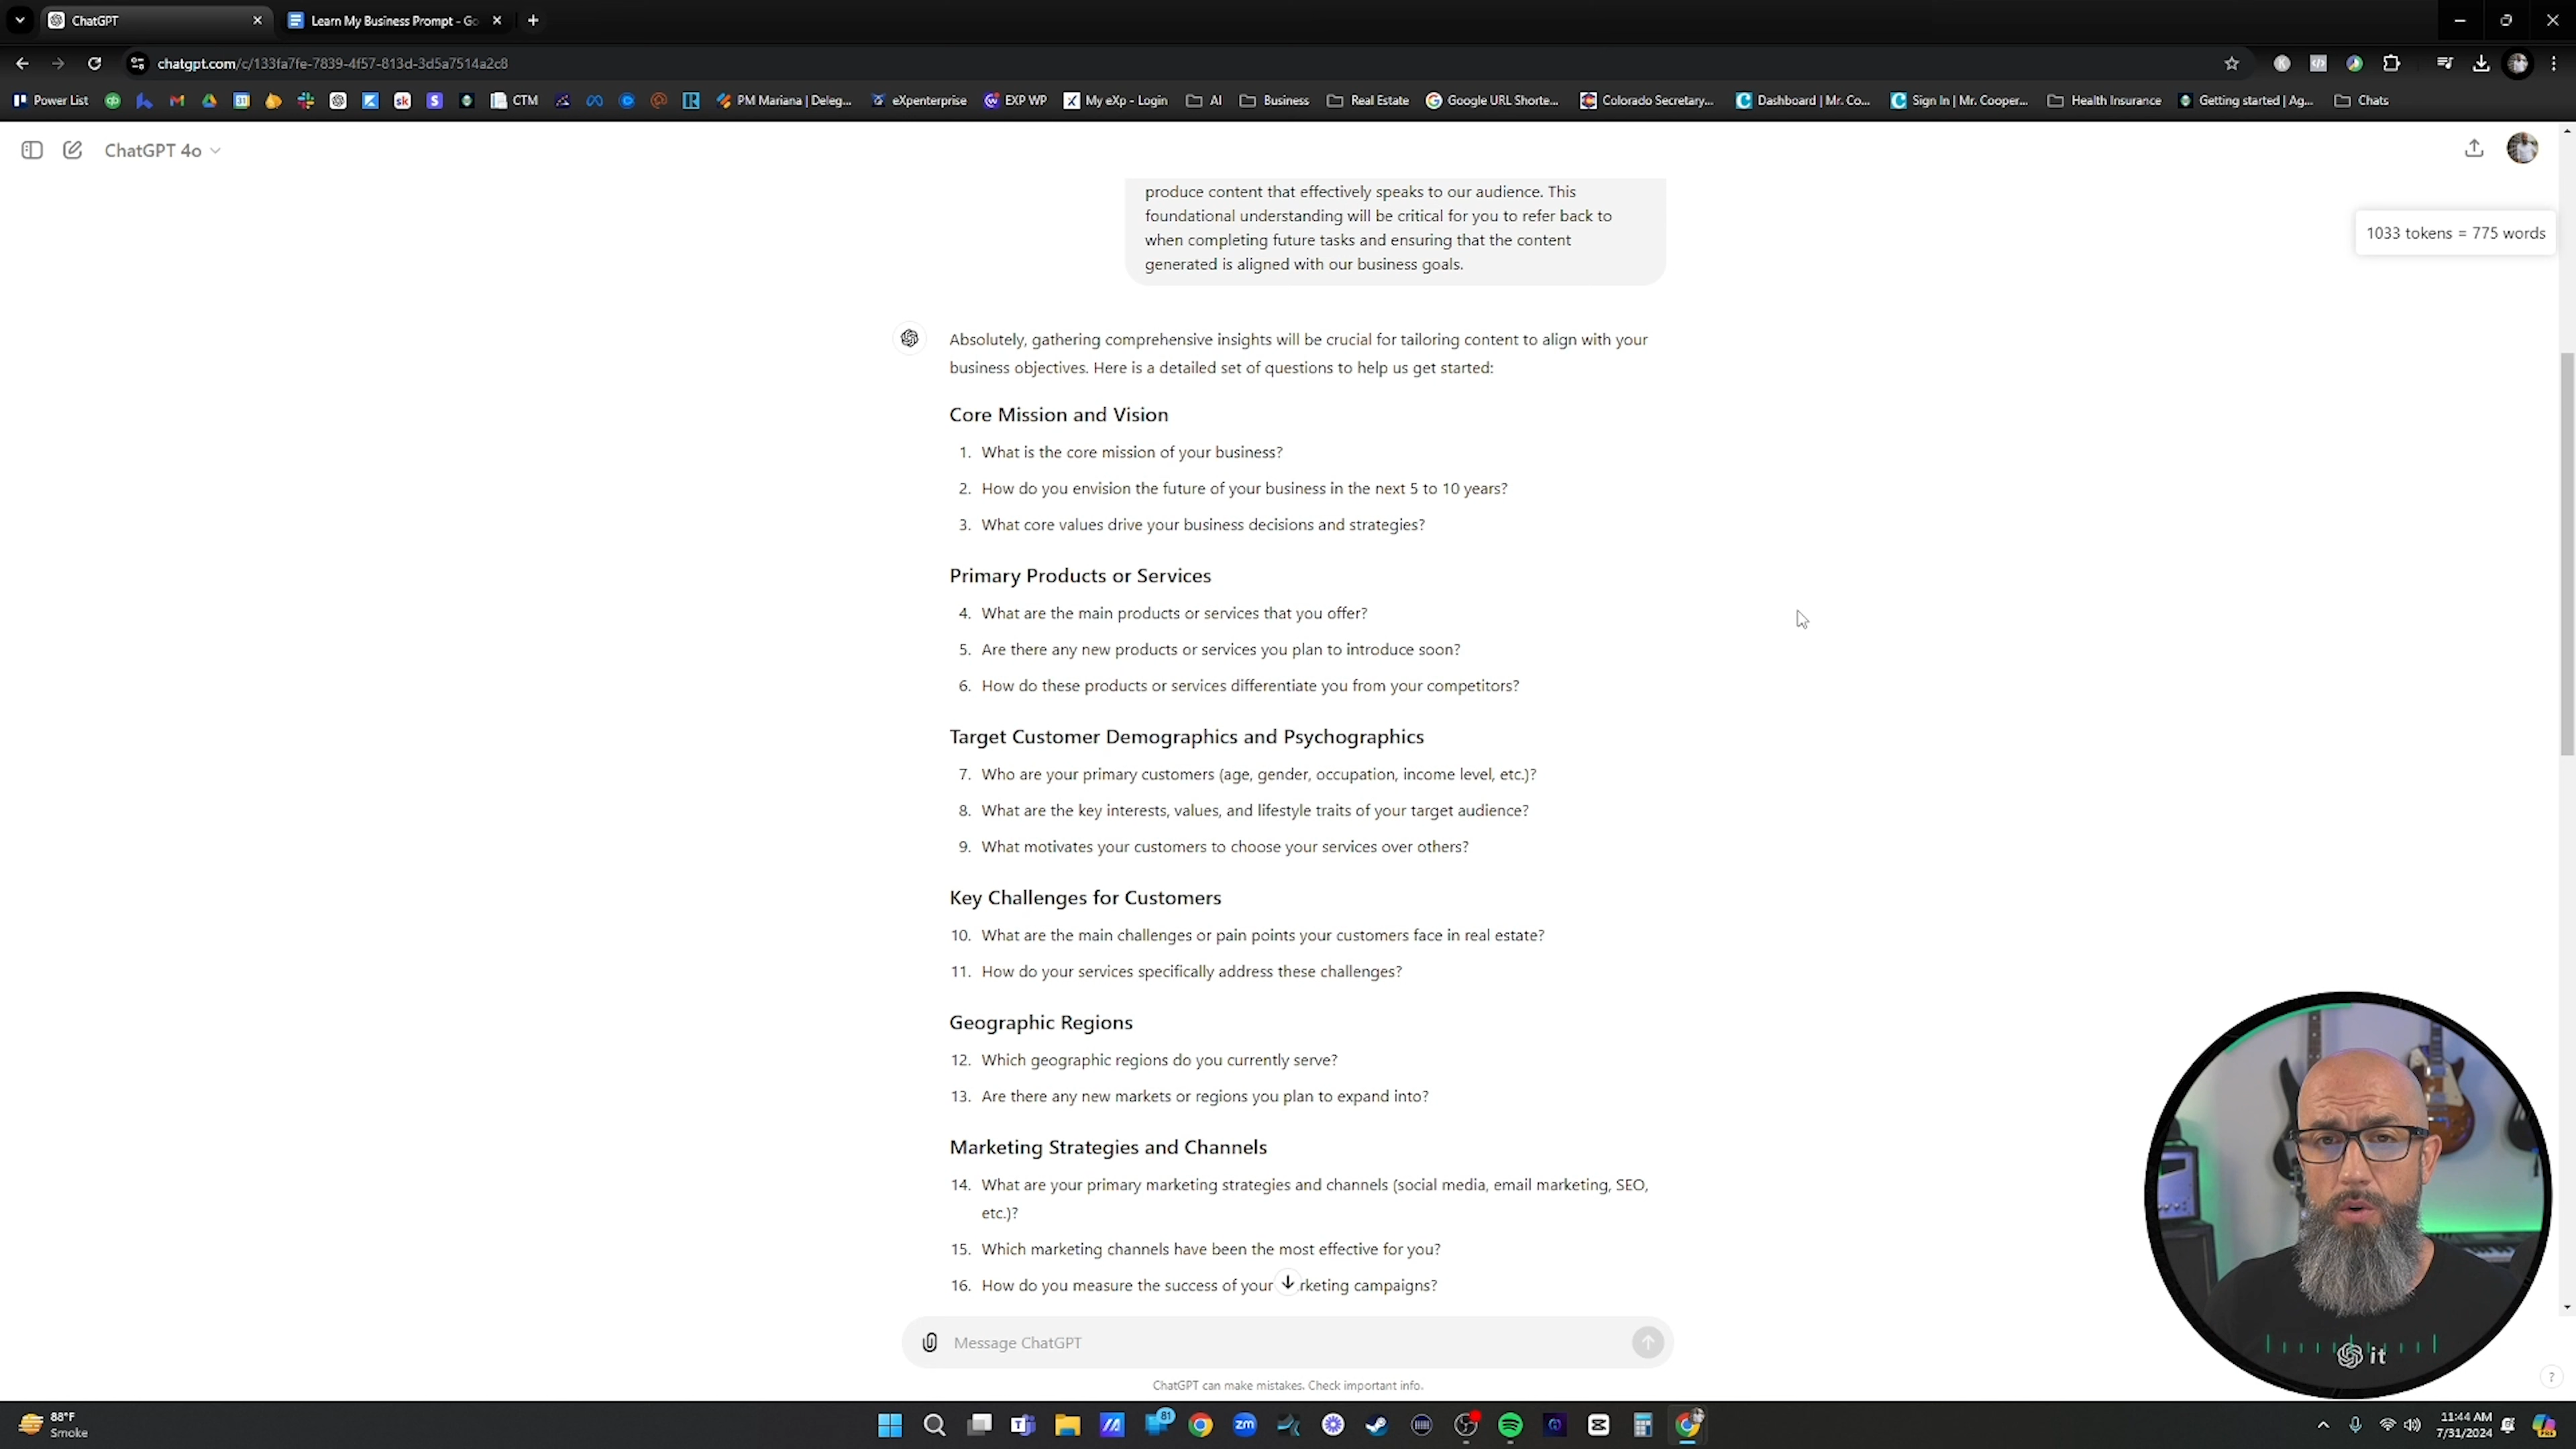 ChatGPT
Learn My Business Prompt - Go
chatgpt.com/c/133fa7fe-7839-4f57-813d-3d5a7514a2c8
Power List
CTM
PM Mariana | Deleg...
eXpenterprise
EXP WP
My eXp - Login
AI
Business
Real Estate
Google URL Shorte...
Colorado Secretary...
Dashboard | Mr. Co...
Sign In | Mr. Cooper...
Health Insurance
Getting started | Ag...
Chats
ChatGPT 4o
produce content that effectively speaks to our audience. This
foundational understanding will be critical for you to refer back to
when completing future tasks and ensuring that the content
generated is aligned with our business goals.
1033 tokens = 775 words
Absolutely, gathering comprehensive insights will be crucial for tailoring content to align with your
business objectives. Here is a detailed set of questions to help us get started:
Core Mission and Vision
1. What is the core mission of your business?
2. How do you envision the future of your business in the next 5 to 10 years?
3. What core values drive your business decisions and strategies?
Primary Products or Services
4. What are the main products or services that you offer?
5. Are there any new products or services you plan to introduce soon?
6. How do these products or services differentiate you from your competitors?
Target Customer Demographics and Psychographics
7. Who are your primary customers (age, gender, occupation, income level, etc.)?
8. What are the key interests, values, and lifestyle traits of your target audience?
9. What motivates your customers to choose your services over others?
Key Challenges for Customers
10. What are the main challenges or pain points your customers face in real estate?
11. How do your services specifically address these challenges?
Geographic Regions
12. Which geographic regions do you currently serve?
13. Are there any new markets or regions you plan to expand into?
Marketing Strategies and Channels
14. What are your primary marketing strategies and channels (social media, email marketing, SEO,
etc.)?
15. Which marketing channels have been the most effective for you?
16. How do you measure the success of your rketing campaigns?
Message ChatGPT
ChatGPT can make mistakes. Check important info.
it
?
88°F
Smoke
81
zm
11:44 AM
7/31/2024